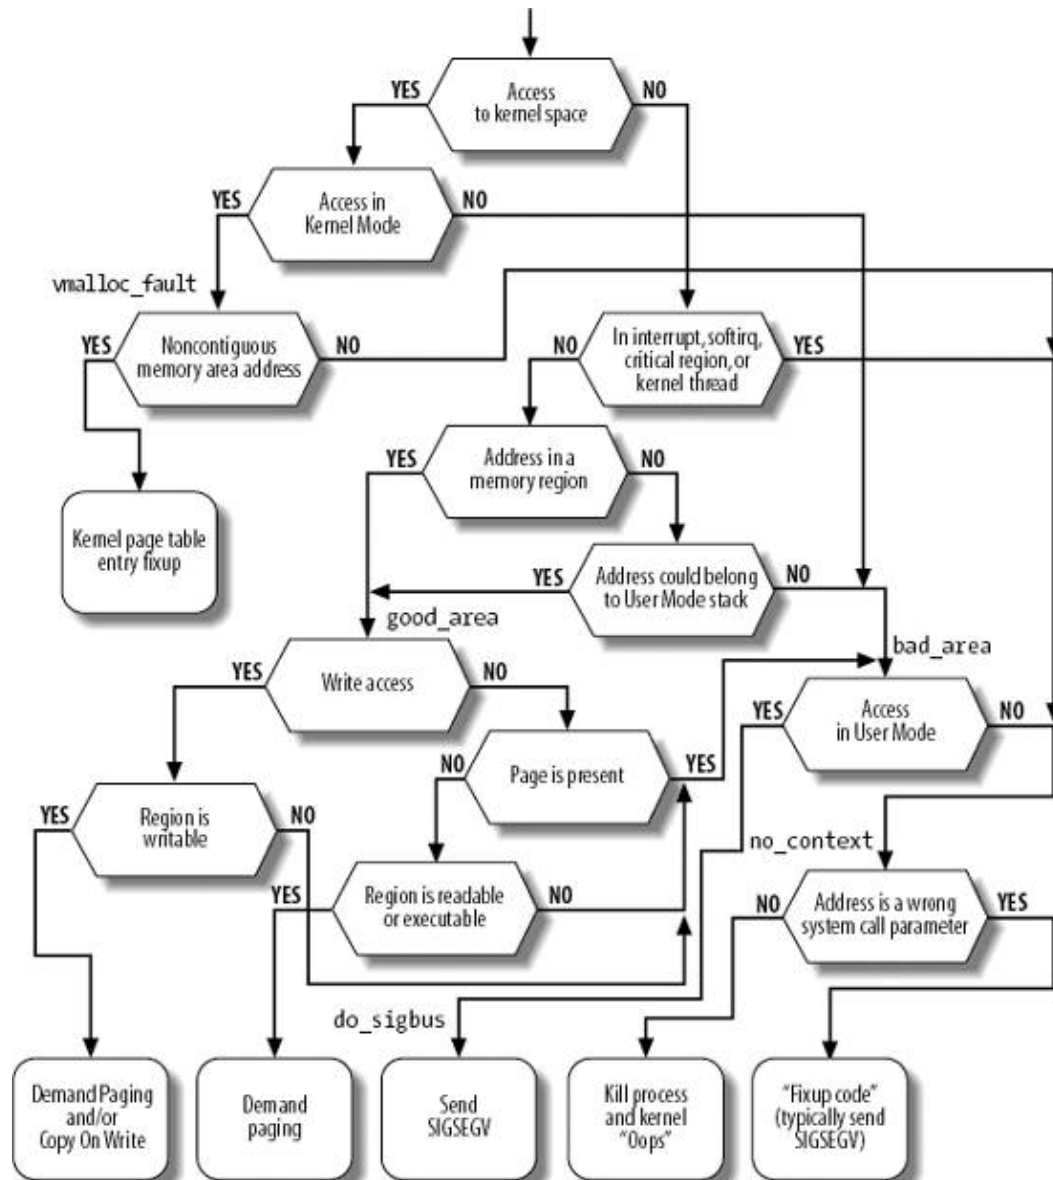 Access
to kernel space
YES
NO
Access in
Kernel Mode
YES
NO
vmalloc_fault
Noncontiguous
memory area address
YES
NO
In interrupt, softirq,
critical region, or
kernel thread
NO
YES
Address in a
memory region
YES
NO
Kernel page table
entry fixup
Address could belong
to User Mode stack
YES
NO
good_area
bad_area
Write access
YES
NO
Access
in User Mode
YES
NO
Page is present
NO
YES
Region is
writable
YES
NO
no_context
Region is readable
or executable
YES
NO
Address is a wrong
system call parameter
NO
YES
do_sigbus
Demand Paging
and/or
Copy On Write
Demand
paging
Send
SIGSEGV
Kill process
and kernel
"Oops"
"Fixup code"
(typically send
SIGSEGV)